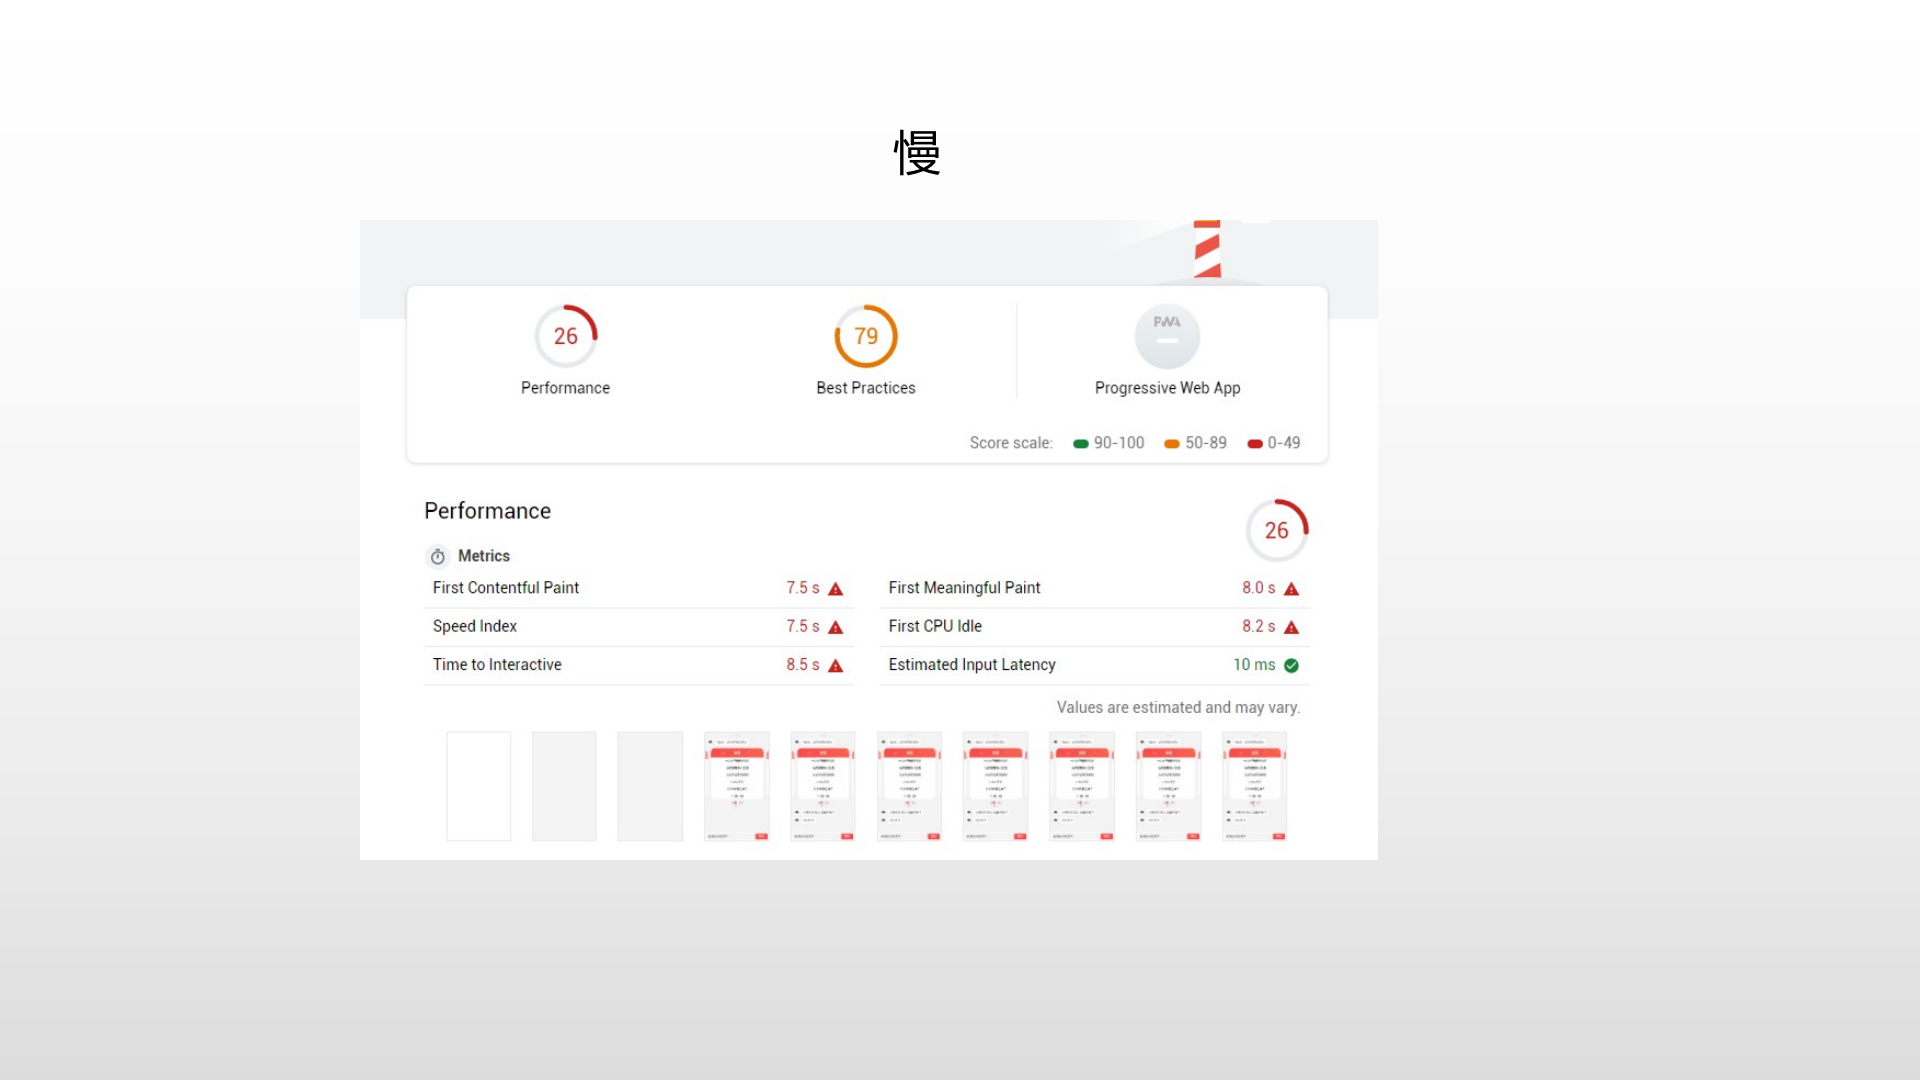 慢
26
79
PWA
Performance
Best Practices
Progressive Web App
Score scale: 90-100 50-89 0-49
Performance
26
Metrics
First Contentful Paint 7.5 s
First Meaningful Paint 8.0 s
Speed Index 7.5 s
First CPU Idle 8.2 s
Time to Interactive 8.5 s
Estimated Input Latency 10 ms
Values are estimated and may vary.